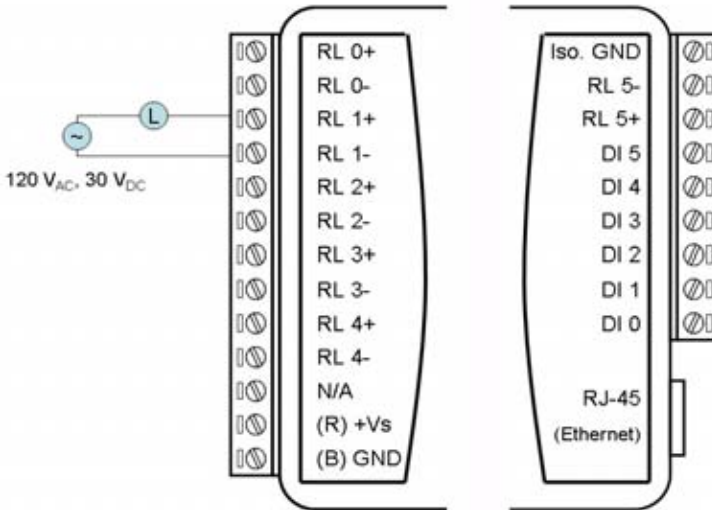 RL 0+
RL 0-
RL 1+
RL 1-
RL 2+
RL 2-
RL 3+
RL 3-
RL 4+
RL 4-
N/A
(R) +Vs
(B) GND
L
~
120 VAC, 30 VDC
Iso. GND
RL 5-
RL 5+
DI 5
DI 4
DI 3
DI 2
DI 1
DI 0
RJ-45
(Ethernet)